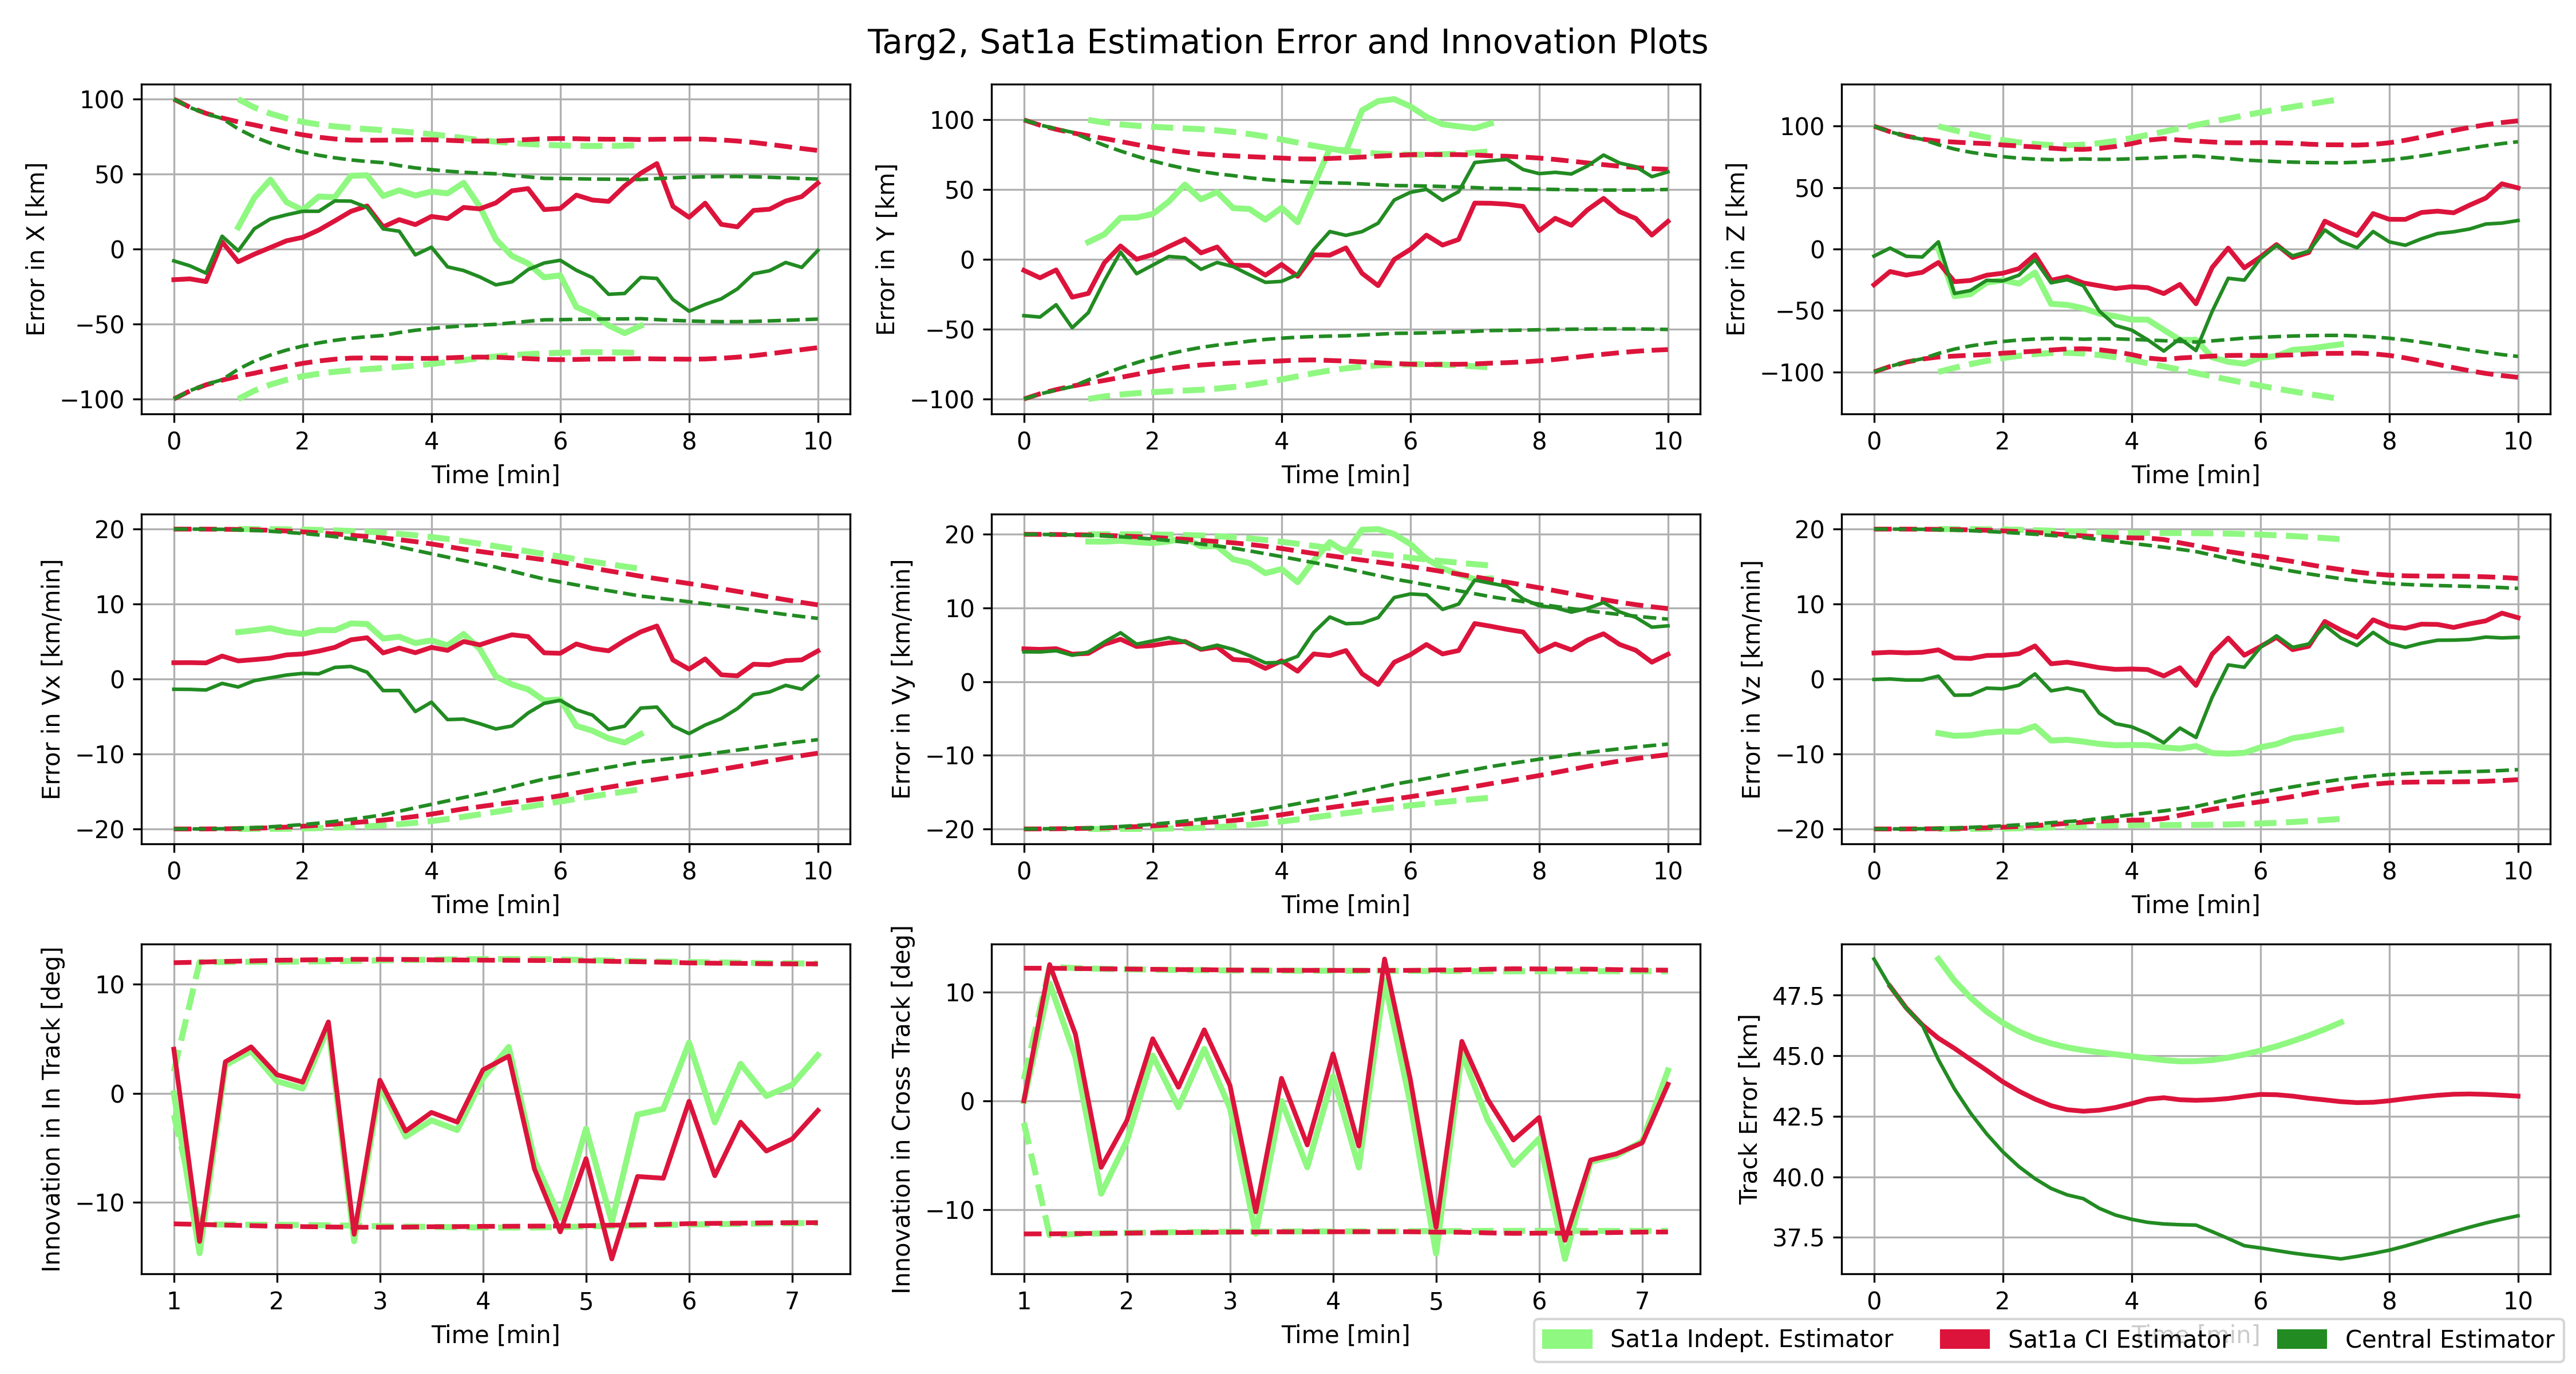 Targ2, Sat1a Estimation Error and Innovation Plots
Error in X [km]
100
50
0
−50
−100
0 2 4 6 8 10
Time [min]
Error in Y [km]
100
50
0
−50
−100
0 2 4 6 8 10
Time [min]
Error in Z [km]
100
50
0
−50
−100
0 2 4 6 8 10
Time [min]
Error in Vx [km/min]
20
10
0
−10
−20
0 2 4 6 8 10
Time [min]
Error in Vy [km/min]
20
10
0
−10
−20
0 2 4 6 8 10
Time [min]
Error in Vz [km/min]
20
10
0
−10
−20
0 2 4 6 8 10
Time [min]
Innovation in In Track [deg]
10
0
−10
1 2 3 4 5 6 7
Time [min]
Innovation in Cross Track [deg]
10
0
−10
1 2 3 4 5 6 7
Time [min]
Track Error [km]
47.5
45.0
42.5
40.0
37.5
0 2 4 6 8 10
Time [min]
Sat1a Indept. Estimator Sat1a CI Estimator Central Estimator